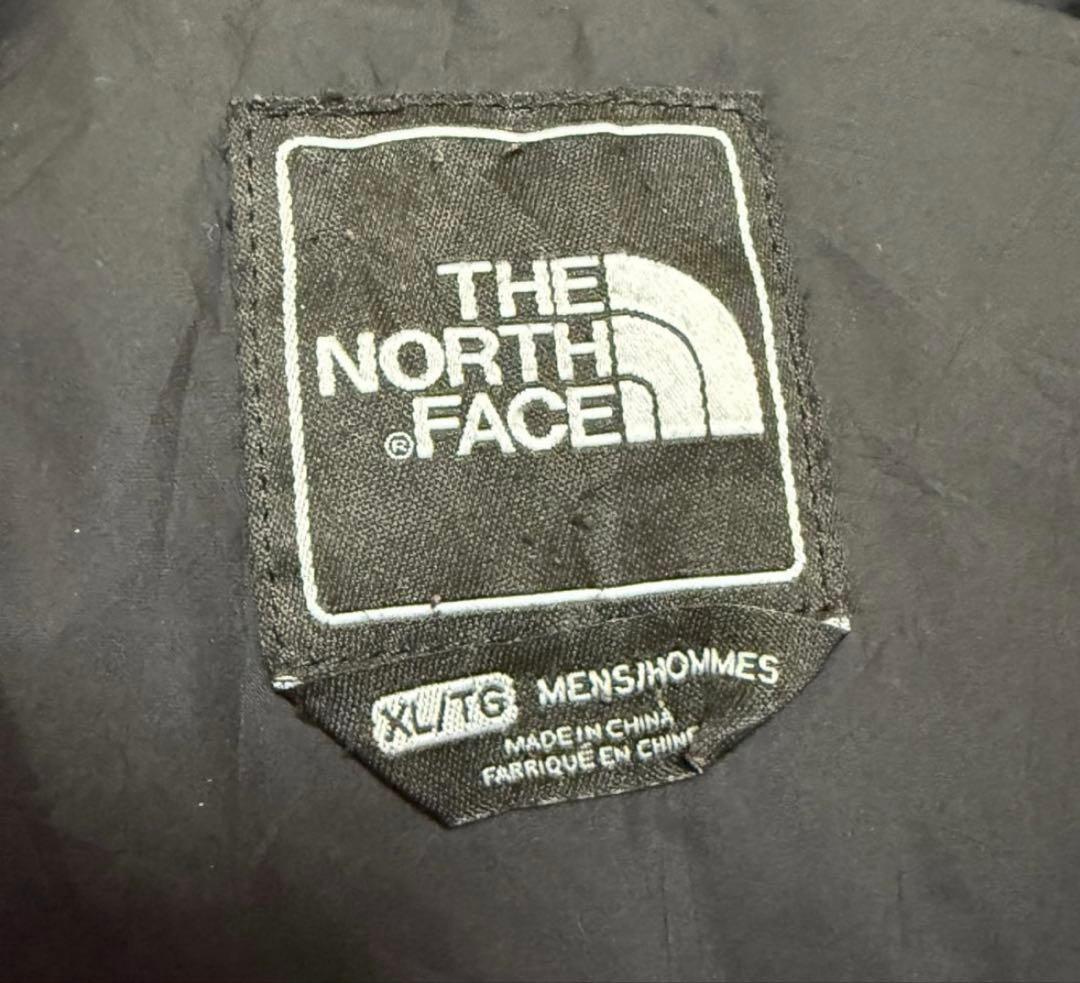 THE
NORTH
®FACE
XL/TG MENS/HOMMES
MADE IN CHINA
FABRIQUÉ EN CHINE